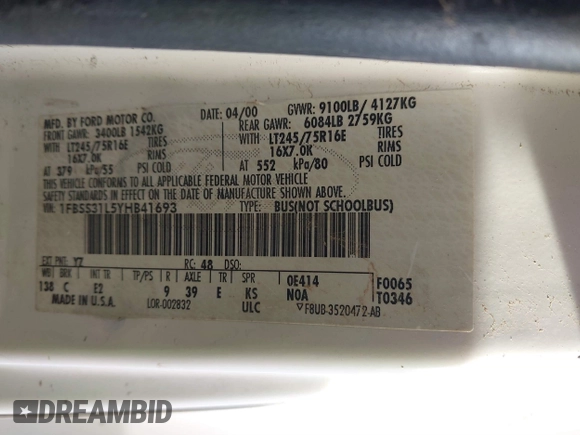 MFD. BY FORD MOTOR CO.
DATE: 04/00 GVWR: 9100LB/ 4127KG
FRONT GAWR: 3400LB 1542KG REAR GAWR: 6084LB 2759KG
WITH LT245/75R16E TIRES WITH LT245/75R16E TIRES
16X7.0K RIMS 16X7.0K RIMS
AT 379 kPa/55 PSI COLD AT 552 kPa/80 PSI COLD
THIS VEHICLE CONFORMS TO ALL APPLICABLE FEDERAL MOTOR VEHICLE
SAFETY STANDARDS IN EFFECT ON THE DATE OF MANUFACTURE SHOWN ABOVE.
VIN: 1FBSS31L5YHB41693 TYPE: BUS(NOT SCHOOLBUS)
EXT PNT: Y7 RC: 48 DSO:
WB BRK INT TR TP/PS R AXLE TR SPR 0E414 F0065
138 C E2 9 39 E KS N0A T0346
MADE IN U.S.A. LOR-002832 ULC F8UB-3520472-AB
DREAMBID